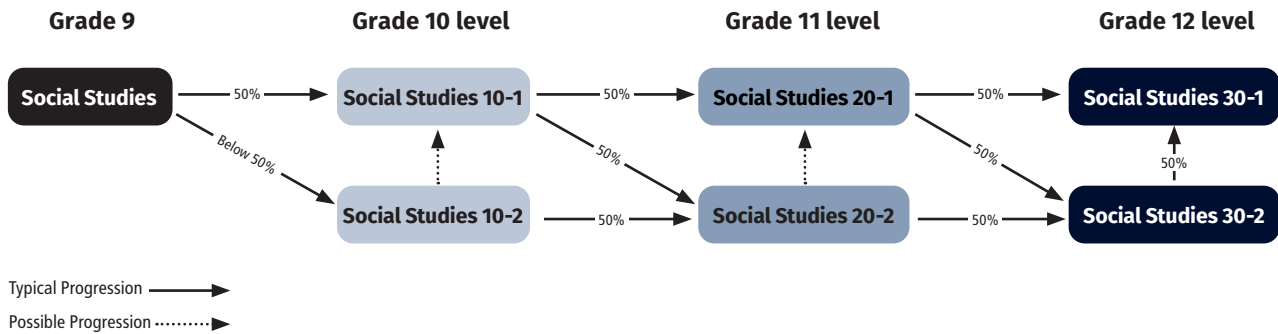 Grade 9
Grade 10 level
Grade 11 level
Grade 12 level
Social Studies
50%
Social Studies 10-1
50%
Social Studies 20-1
50%
Social Studies 30-1
Below 50%
50%
50%
50%
Social Studies 10-2
50%
Social Studies 20-2
50%
Social Studies 30-2
Typical Progression
Possible Progression